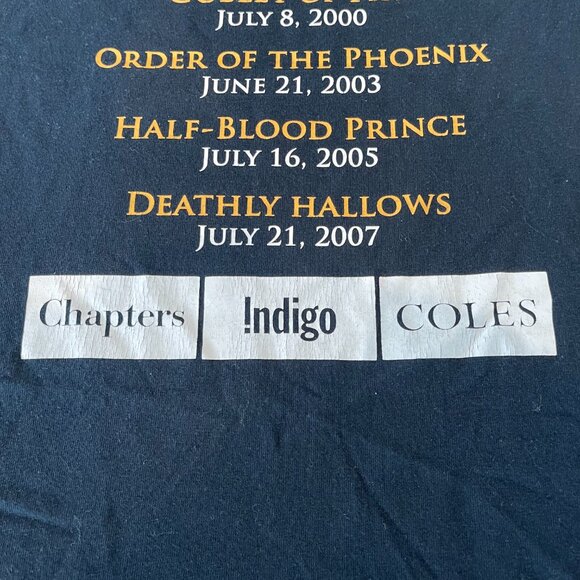 July 8, 2000
Order of the Phoenix
June 21, 2003
Half-Blood Prince
July 16, 2005
Deathly Hallows
July 21, 2007
Chapters
!ndigo
COLES